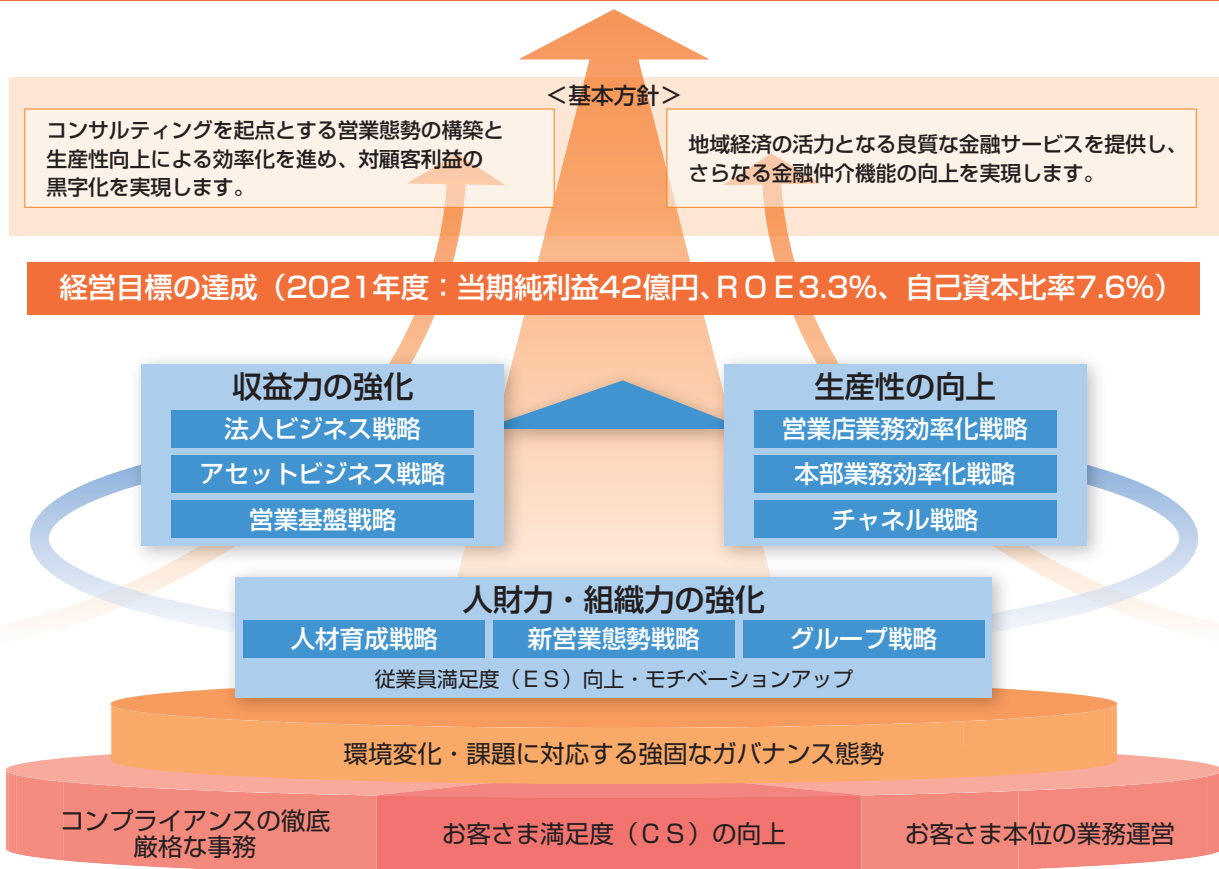 ＜基本方針＞
コンサルティングを起点とする営業態勢の構築と
生産性向上による効率化を進め、対顧客利益の
黒字化を実現します。
地域経済の活力となる良質な金融サービスを提供し、
さらなる金融仲介機能の向上を実現します。
経営目標の達成（2021年度：当期純利益42億円、ＲＯＥ3.3%、自己資本比率7.6%）
収益力の強化
法人ビジネス戦略
アセットビジネス戦略
営業基盤戦略
生産性の向上
営業店業務効率化戦略
本部業務効率化戦略
チャネル戦略
人財力・組織力の強化
人材育成戦略
新営業態勢戦略
グループ戦略
従業員満足度（ＥＳ）向上・モチベーションアップ
環境変化・課題に対応する強固なガバナンス態勢
コンプライアンスの徹底
厳格な事務
お客さま満足度（ＣＳ）の向上
お客さま本位の業務運営